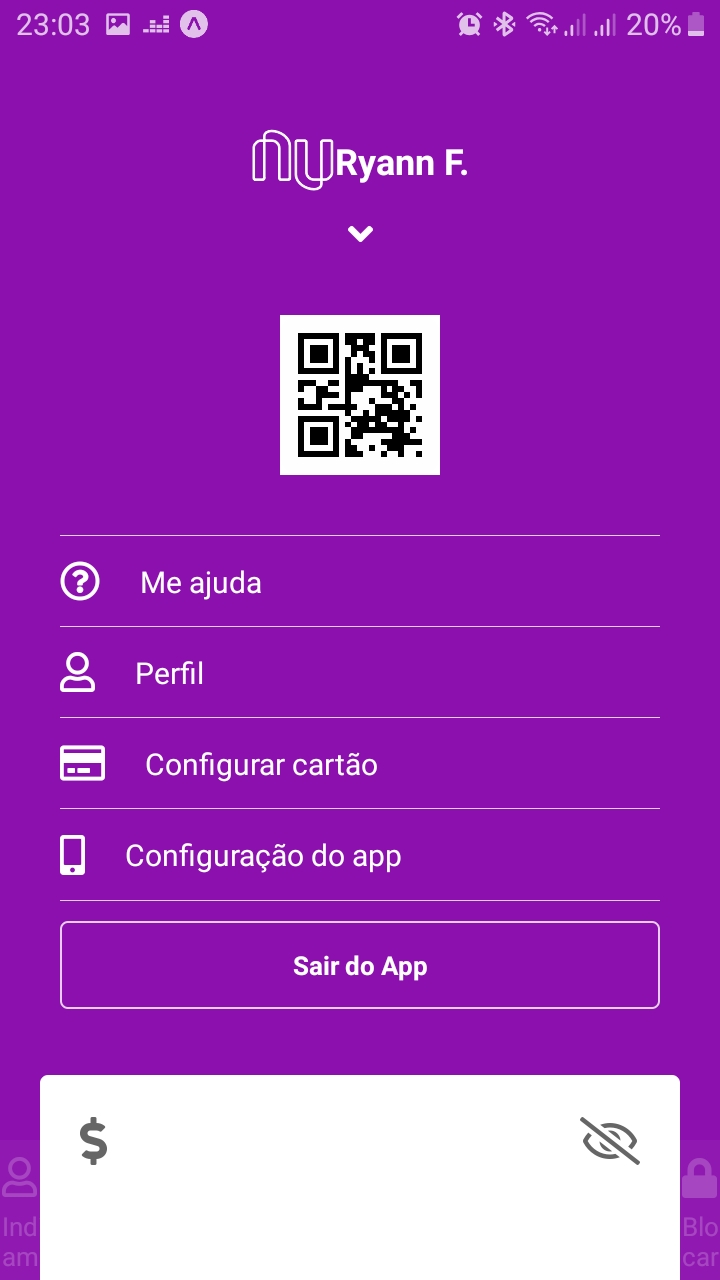 23:03
20%
nu Ryann F.
Me ajuda
Perfil
Configurar cartão
Configuração do app
Sair do App
$
Ind
am
Blo
car